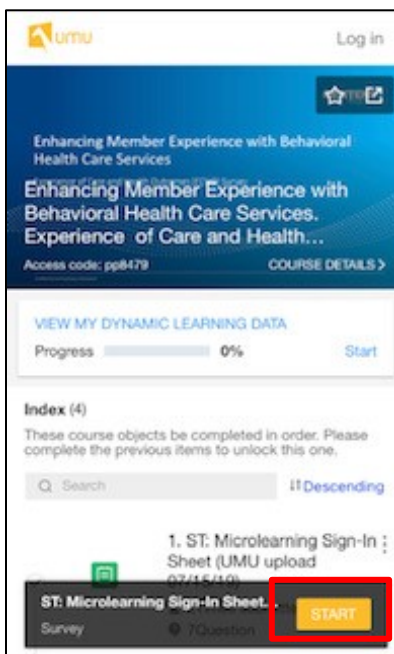 umu
Log in
Enhancing Member Experience with Behavioral
Health Care Services
Enhancing Member Experience with
Behavioral Health Care Services.
Experience of Care and Health...
Access code: pp8479
COURSE DETAILS >
VIEW MY DYNAMIC LEARNING DATA
Progress 0% Start
Index (4)
These course objects be completed in order. Please
complete the previous items to unlock this one.
Search
Descending
1. ST: Microlearning Sign-In
Sheet (UMU upload
07/15/19)
ST: Microlearning Sign-In Sheet...
START
Survey
7Question